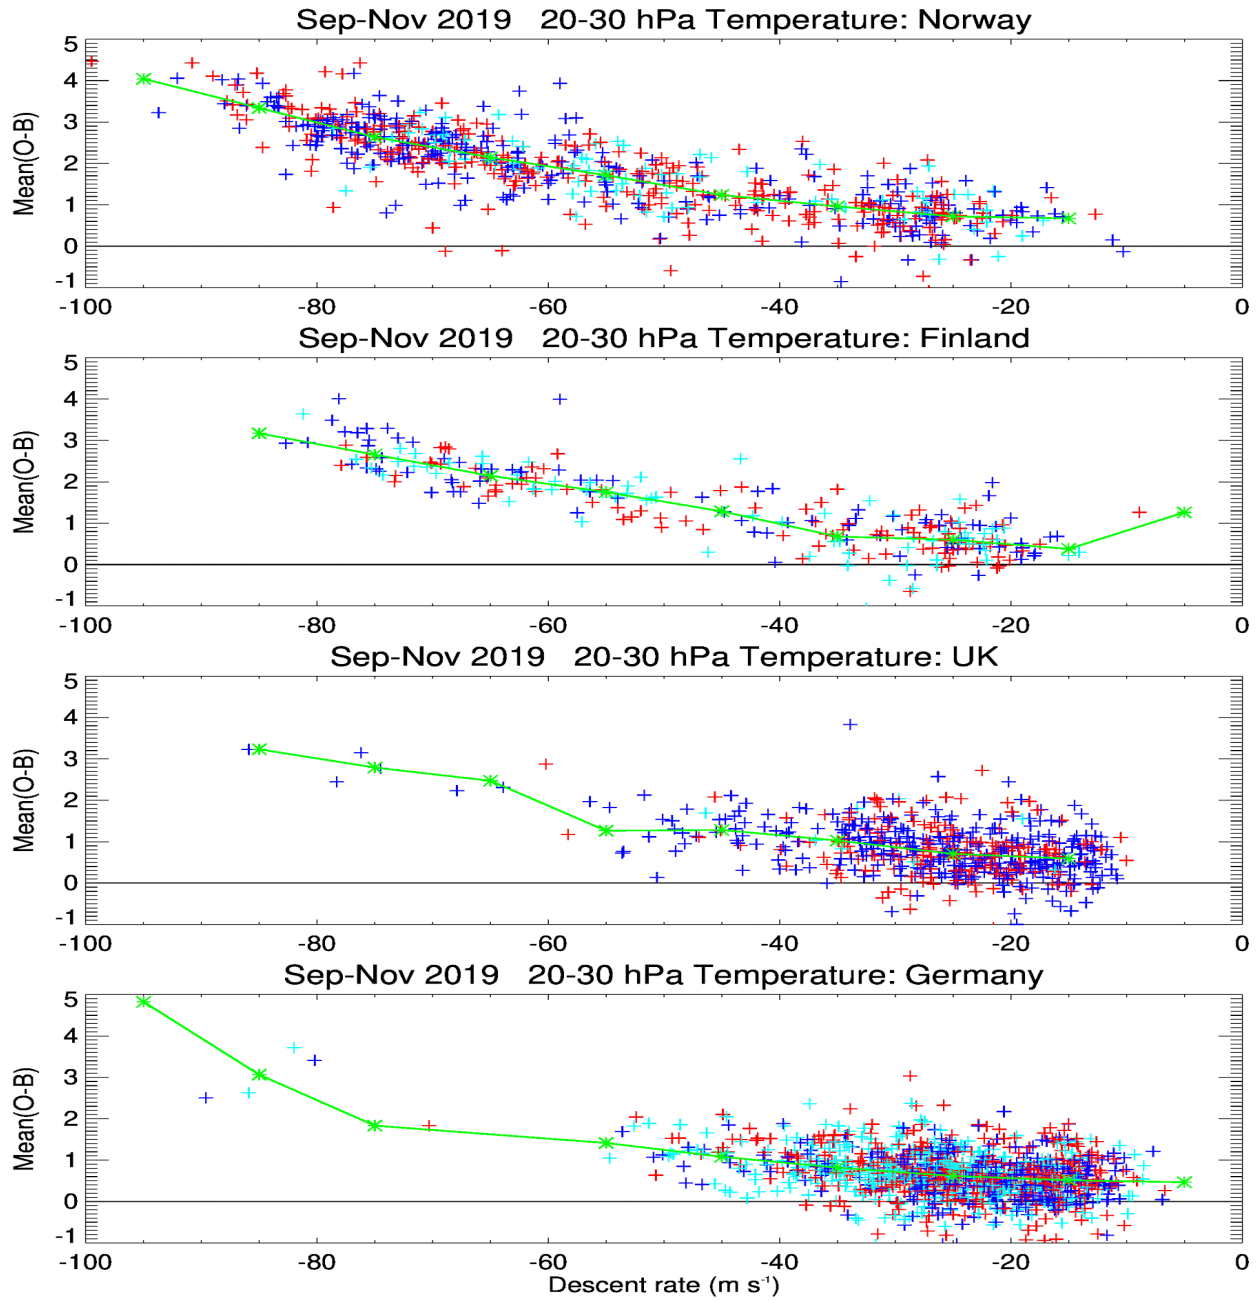 Sep-Nov 2019 20-30 hPa Temperature: Norway
5
4
3
2
1
0
-1
Mean(O-B)
-100 -80 -60 -40 -20 0
Sep-Nov 2019 20-30 hPa Temperature: Finland
5
4
3
2
1
0
-1
Mean(O-B)
-100 -80 -60 -40 -20 0
Sep-Nov 2019 20-30 hPa Temperature: UK
5
4
3
2
1
0
-1
Mean(O-B)
-100 -80 -60 -40 -20 0
Sep-Nov 2019 20-30 hPa Temperature: Germany
5
4
3
2
1
0
-1
Mean(O-B)
-100 -80 -60 -40 -20 0
Descent rate (m s⁻¹)